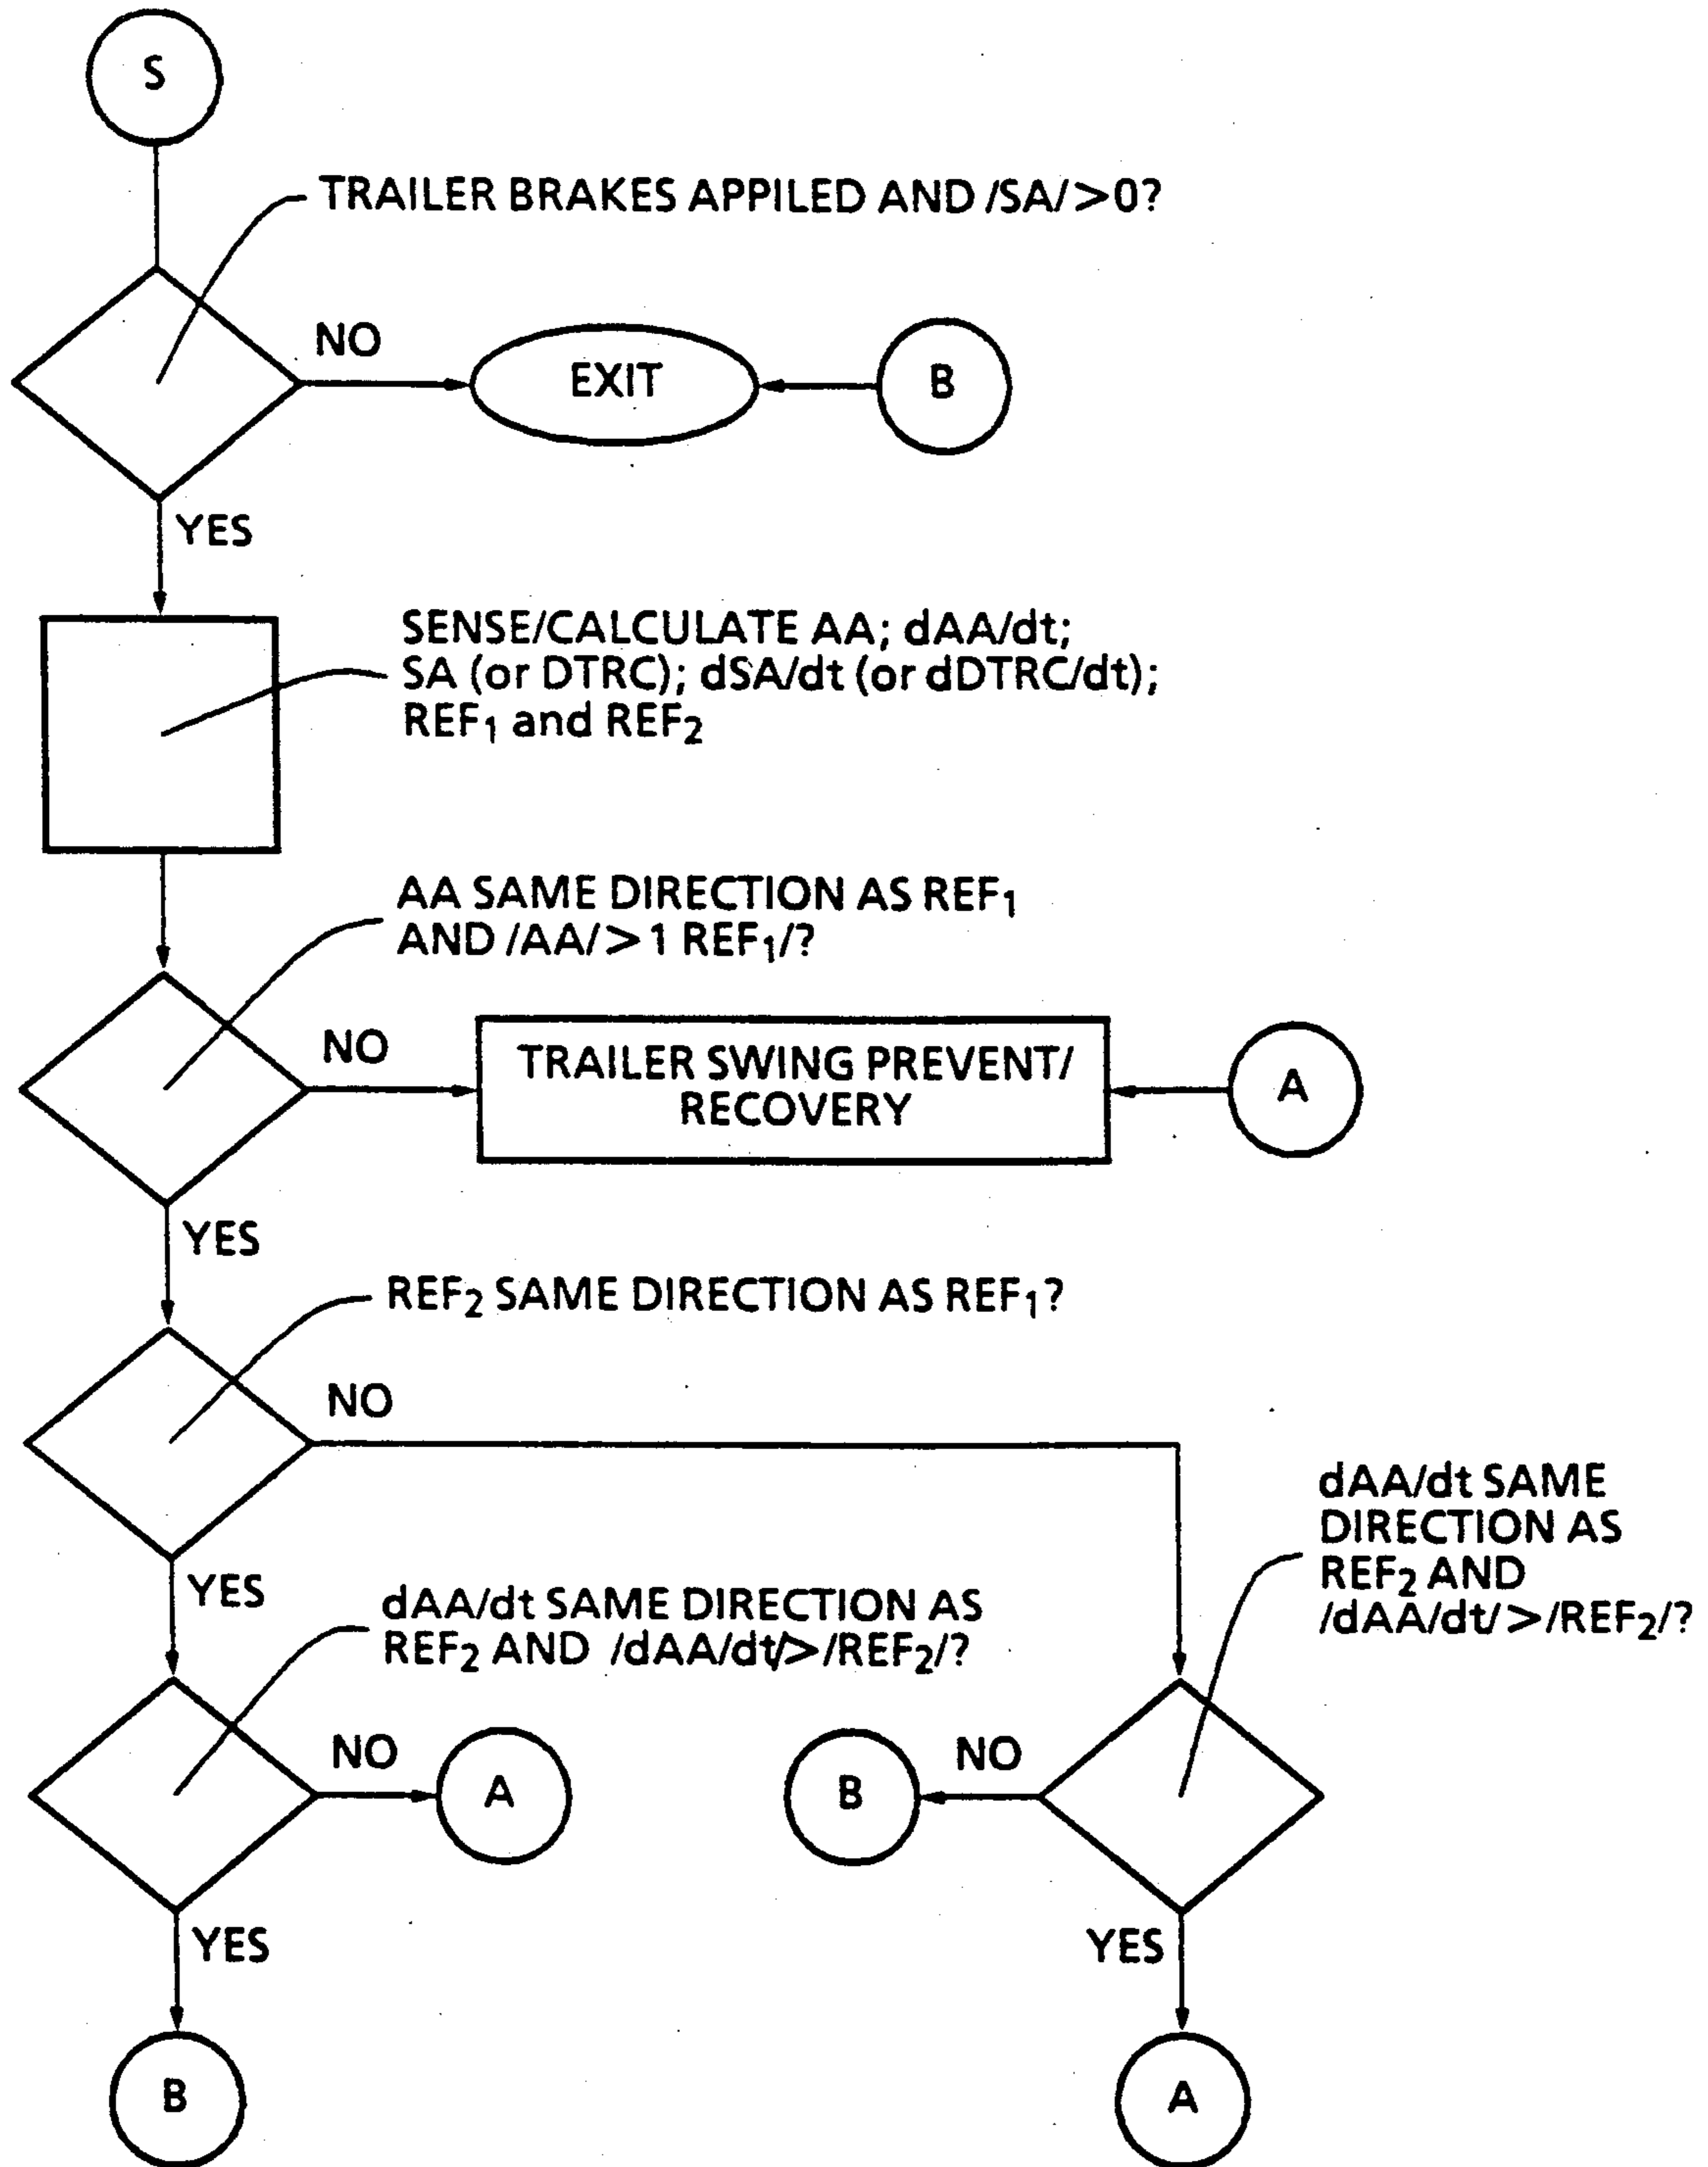 S
TRAILER BRAKES APPILED AND /SA/>0?
NO
EXIT
B
YES
SENSE/CALCULATE AA; dAA/dt;
SA (or DTRC); dSA/dt (or dDTRC/dt);
REF₁ and REF₂
AA SAME DIRECTION AS REF₁
AND /AA/>1 REF₁/?
NO
TRAILER SWING PREVENT/
RECOVERY
A
YES
REF₂ SAME DIRECTION AS REF₁?
NO
YES
dAA/dt SAME DIRECTION AS
REF₂ AND /dAA/dt/>/REF₂/?
dAA/dt SAME
DIRECTION AS
REF₂ AND
/dAA/dt/>/REF₂/?
NO
A
B
NO
YES
YES
B
A